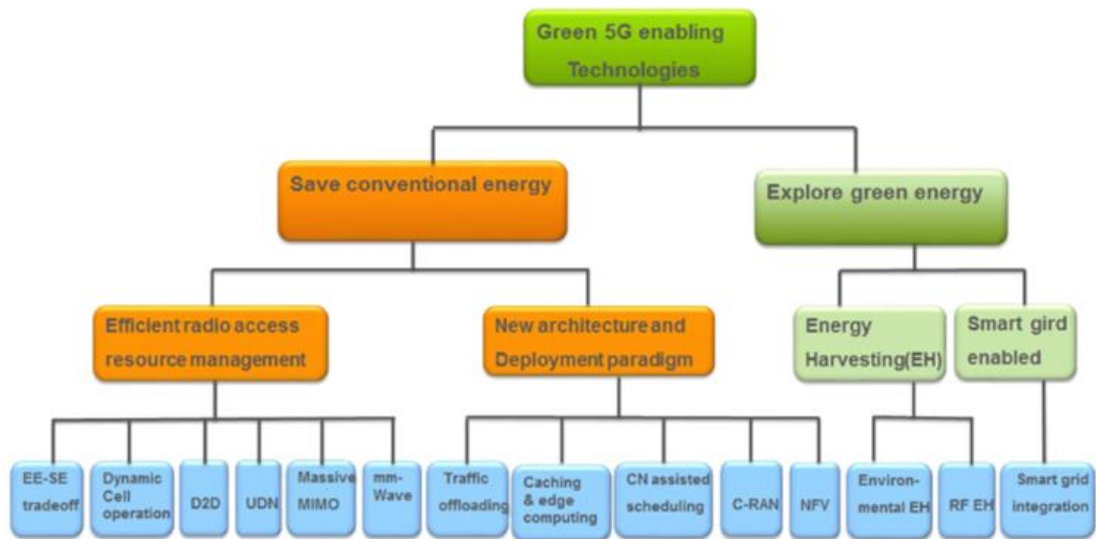 Green 5G enabling
Technologies
Save conventional energy
Explore green energy
Efficient radio access
resource management
New architecture and
Deployment paradigm
Energy
Harvesting(EH)
Smart gird
enabled
EE-SE
tradeoff
Dynamic
Cell
operation
D2D
UDN
Massive
MIMO
mm-
Wave
Traffic
offloading
Caching
& edge
computing
CN assisted
scheduling
C-RAN
NFV
Environ-
mental EH
RF EH
Smart grid
integration